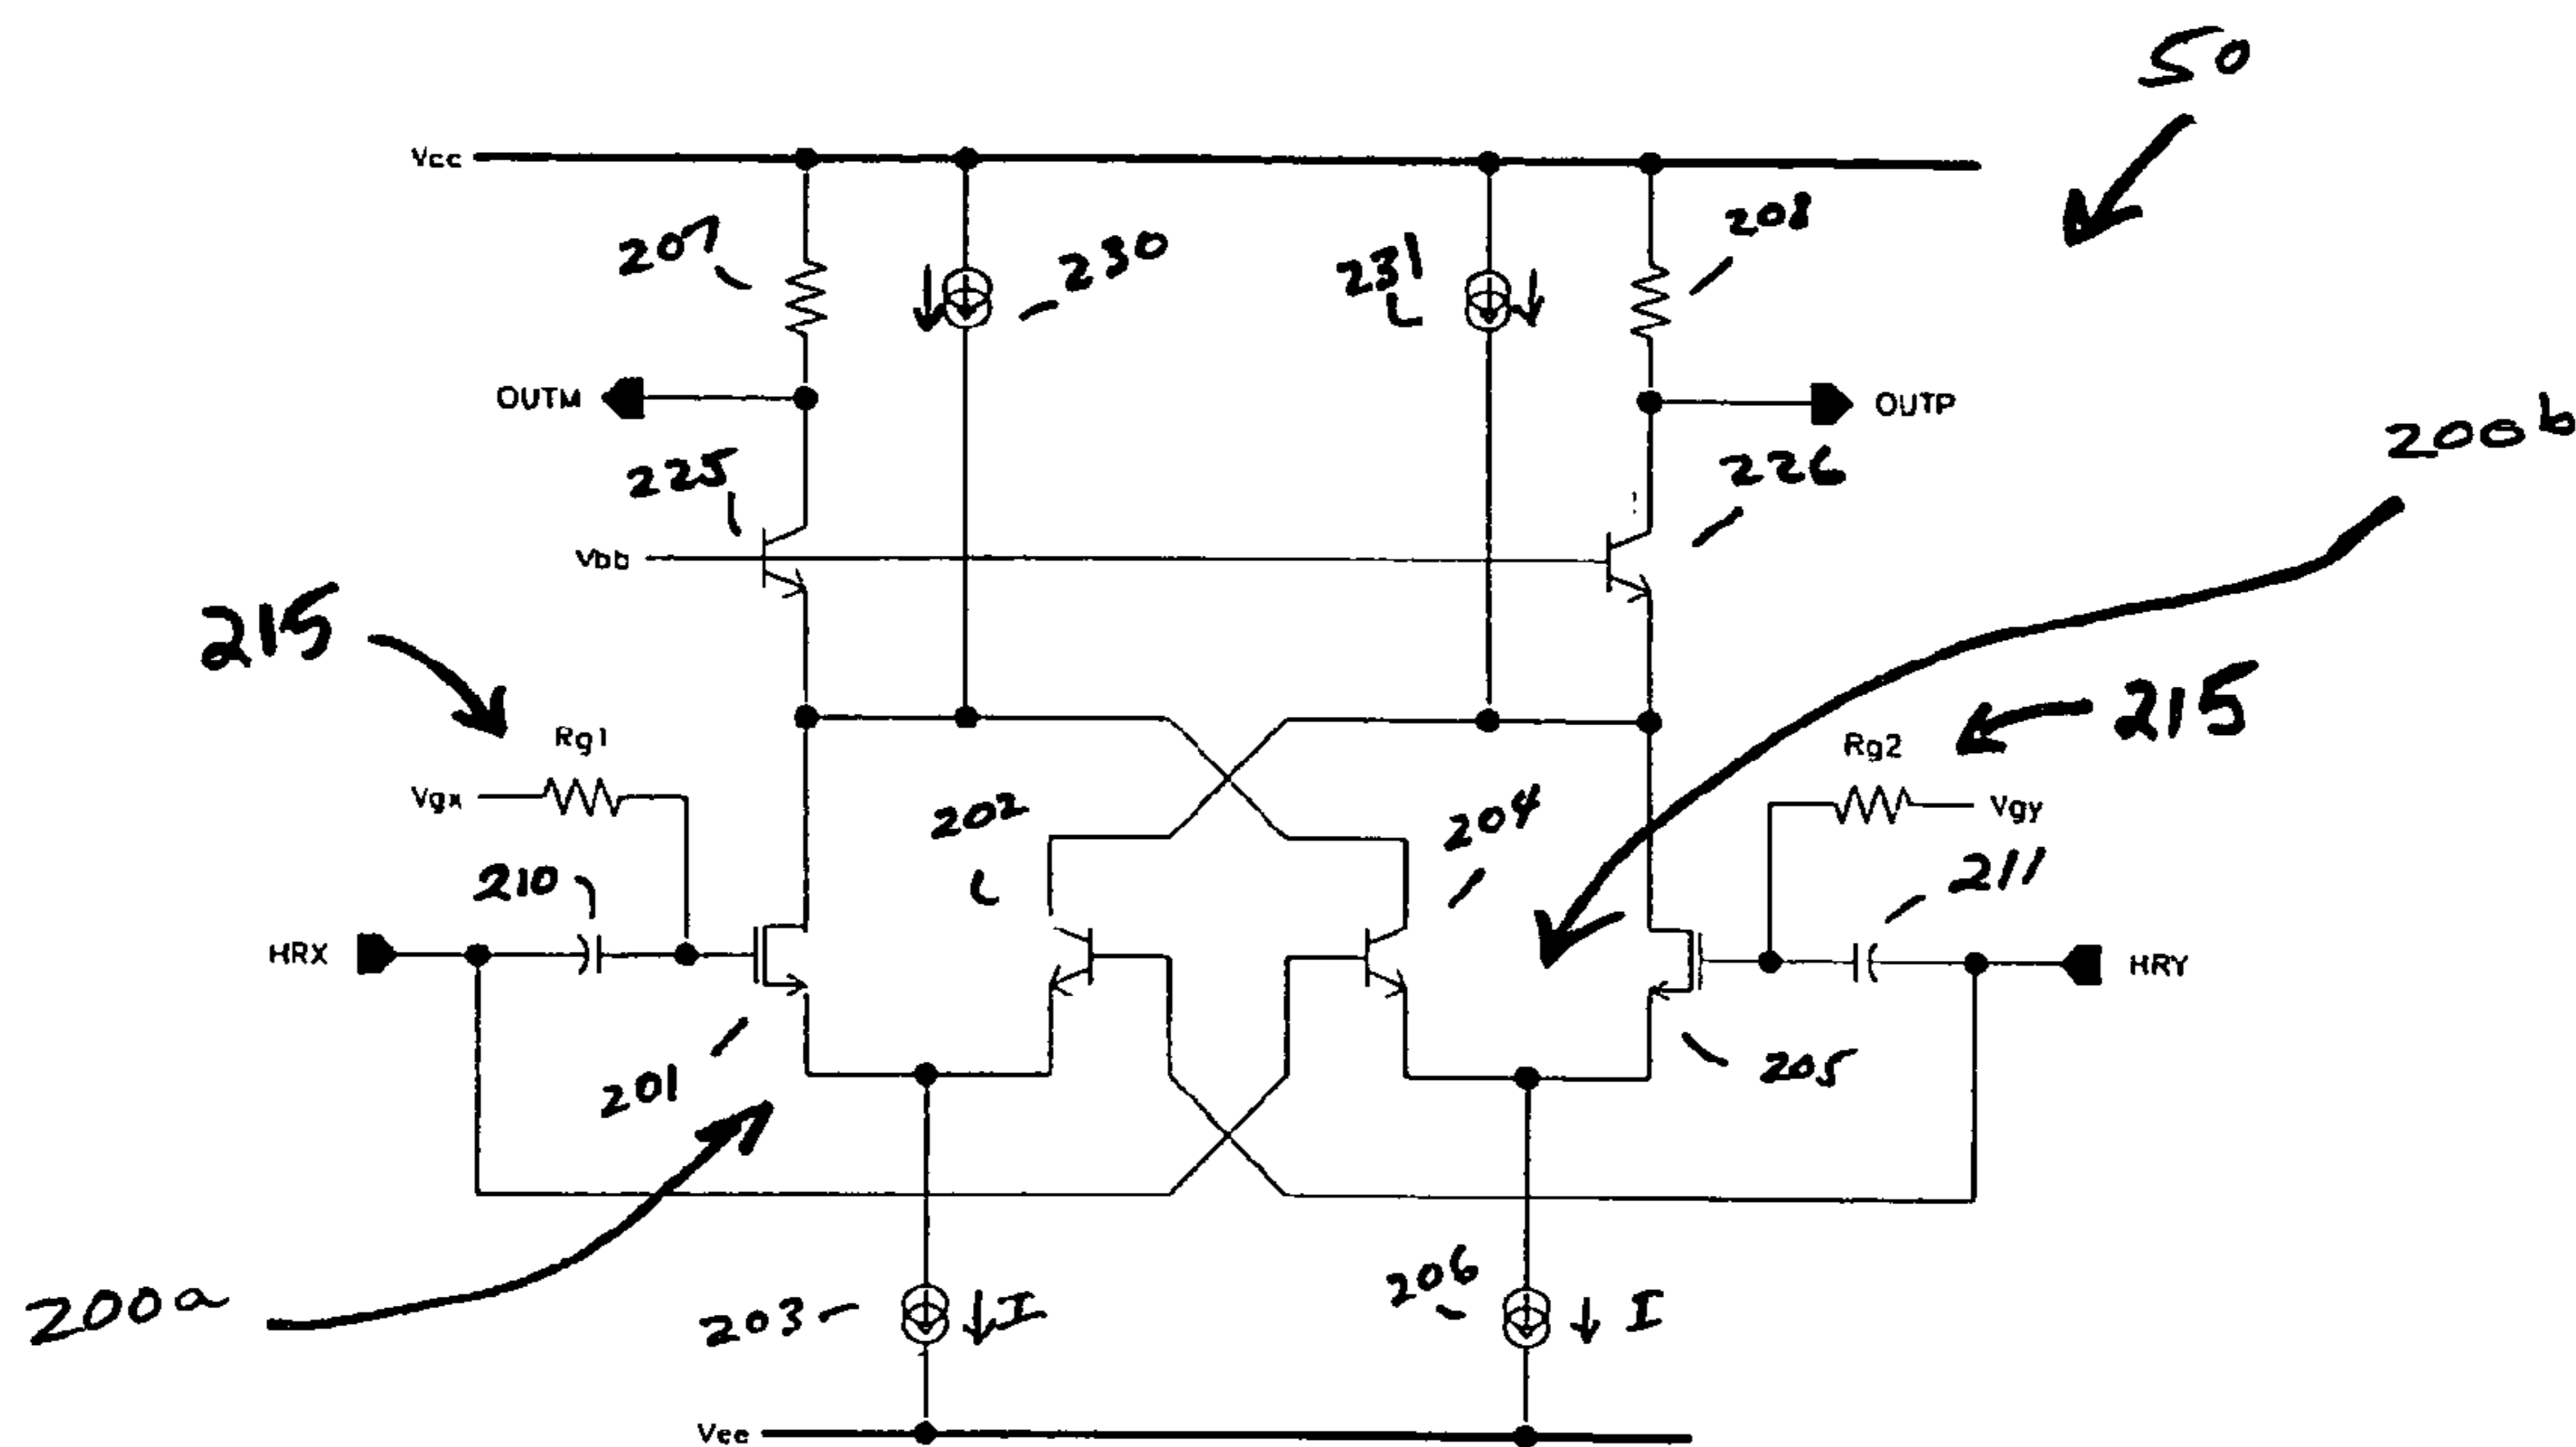 50
Vcc
207
230
231
208
OUTM
OUTP
200b
225
226
Vbb
215
215
Rg1
Rg2
Vgx
Vgy
202
204
210
211
HRX
HRY
201
205
200a
203
I
206
I
Vee